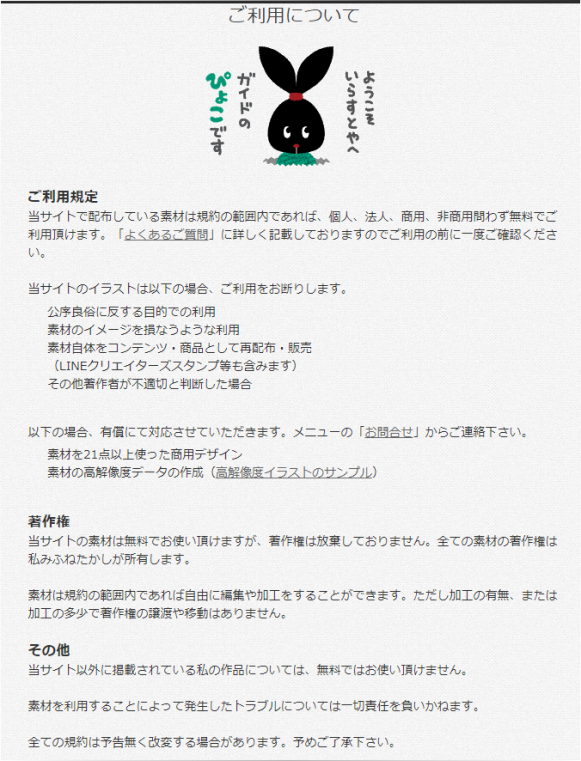 ご利用について
ようこそ
いらすとやへ
ガイドの
ぴょこです
ご利用規定
当サイトで配布している素材は規約の範囲内であれば、個人、法人、商用、非商用問わず無料でご
利用頂けます。「よくあるご質問」に詳しく記載しておりますのでご利用の前に一度ご確認くださ
い。
当サイトのイラストは以下の場合、ご利用をお断りします。
公序良俗に反する目的での利用
素材のイメージを損なうような利用
素材自体をコンテンツ・商品として再配布・販売
（LINEクリエイターズスタンプ等も含みます）
その他著作者が不適切と判断した場合
以下の場合、有償にて対応させていただきます。メニューの「お問合せ」からご連絡下さい。
素材を21点以上使った商用デザイン
素材の高解像度データの作成（高解像度イラストのサンプル）
著作権
当サイトの素材は無料でお使い頂けますが、著作権は放棄しておりません。全ての素材の著作権は
私みふねたかしが所有します。
素材は規約の範囲内であれば自由に編集や加工をすることができます。ただし加工の有無、または
加工の多少で著作権の譲渡や移動はありません。
その他
当サイト以外に掲載されている私の作品については、無料ではお使い頂けません。
素材を利用することによって発生したトラブルについては一切責任を負いかねます。
全ての規約は予告無く改変する場合があります。予めご了承下さい。